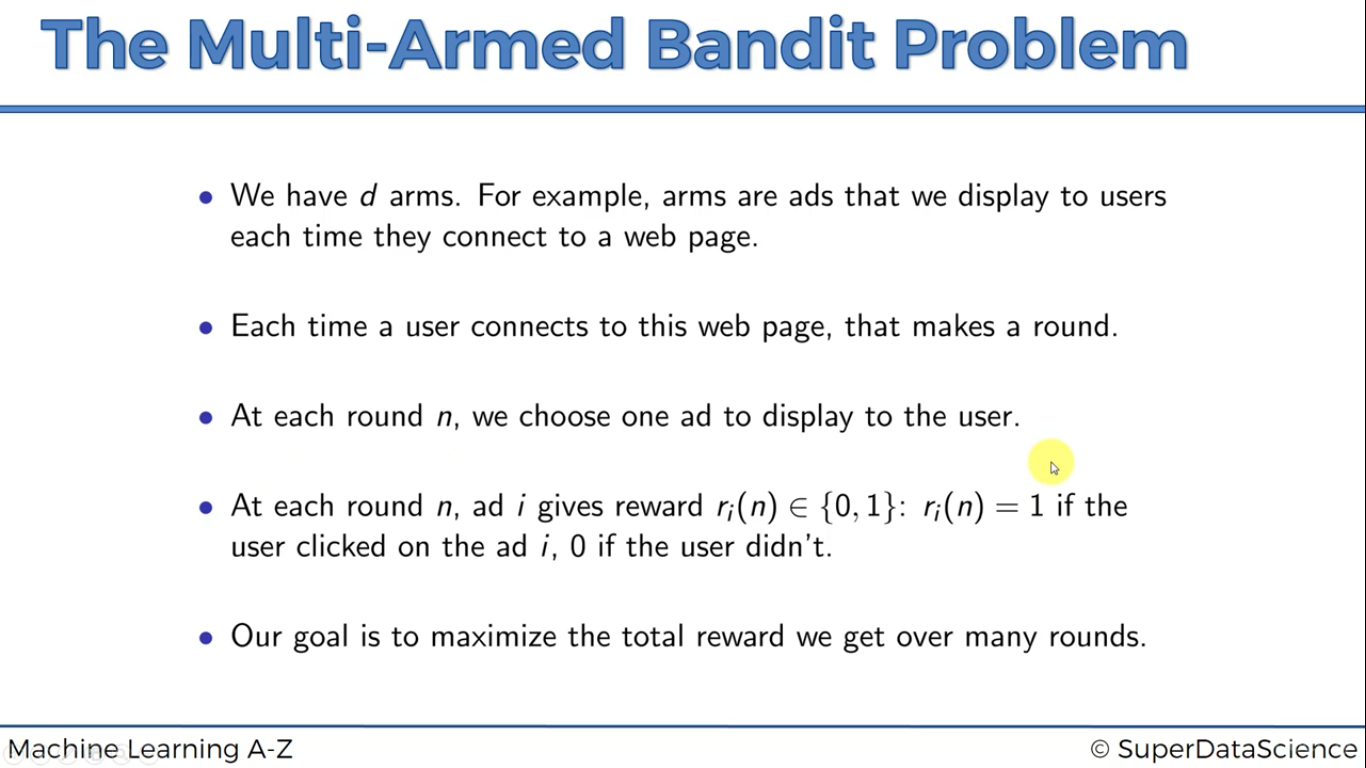 The Multi-Armed Bandit Problem
• We have d arms. For example, arms are ads that we display to users
each time they connect to a web page.
• Each time a user connects to this web page, that makes a round.
• At each round n, we choose one ad to display to the user.
• At each round n, ad i gives reward rᵢ(n) ∈ {0, 1}: rᵢ(n) = 1 if the
user clicked on the ad i, 0 if the user didn't.
• Our goal is to maximize the total reward we get over many rounds.
Machine Learning A-Z
© SuperDataScience